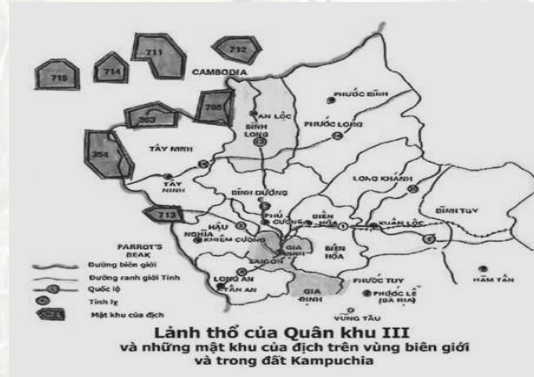 711
712
715
714
CAMBODIA
708
PHƯỚC BÌNH
AN LỘC
BÌNH LONG
PHƯỚC LONG
TÂY NINH
354
TÂY NINH
LONG KHÁNH
BÌNH DƯƠNG
BÌNH TUY
713
PHÚ CƯỜNG
BIÊN HÒA
HẬU NGHĨA
KHIÊM CƯỜNG
1
XUÂN LỘC
GIA ĐỊNH
BIÊN HÒA
SAIGON
PARROT'S BEAK
LONG AN
TÂN AN
GIA ĐỊNH
PHƯỚC TUY
PHƯỚC LỄ
(BÀ RỊA)
HÀM TÂN
VŨNG TÀU
Đường biên giới
Đường ranh giới Tỉnh
Quốc lộ
Tỉnh lỵ
Mật khu của địch
Lảnh thổ của Quân khu III
và những mật khu của địch trên vùng biên giới
và trong đất Kampuchia